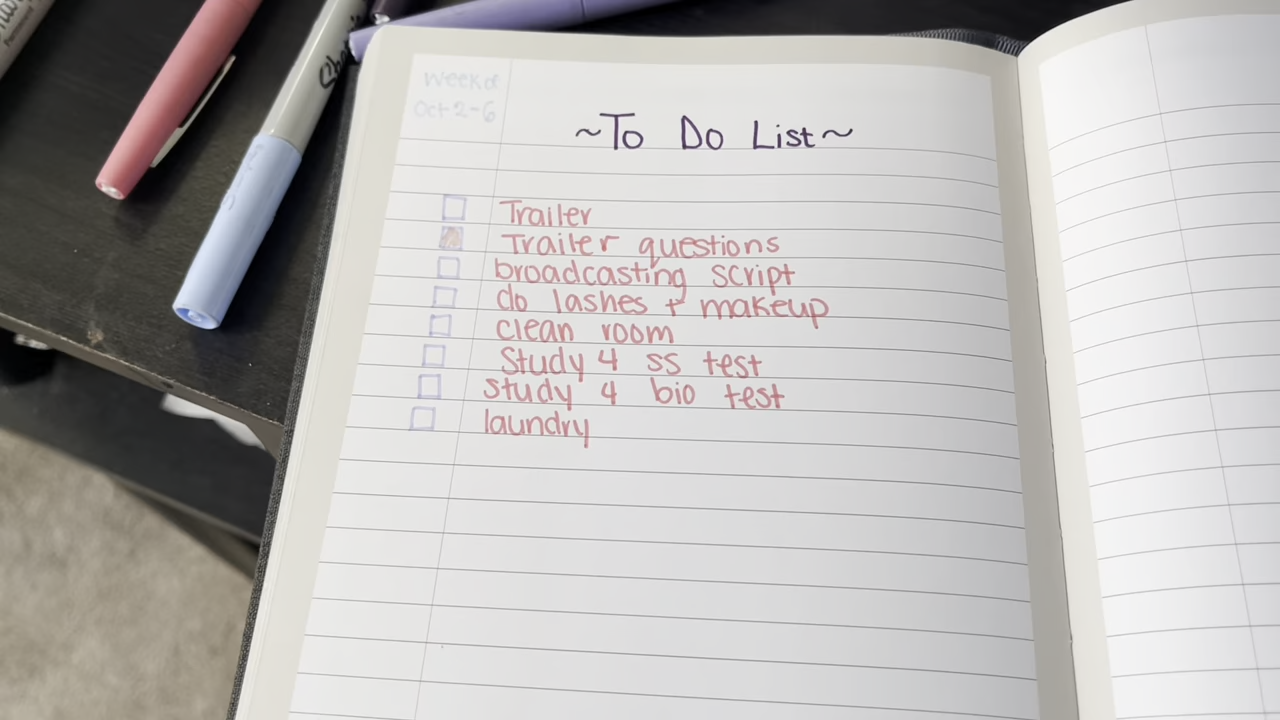 Week of
Oct 2-6
~To Do List~
Trailer
Trailer questions
broadcasting script
do lashes + makeup
clean room
Study 4 ss test
study 4 bio test
laundry